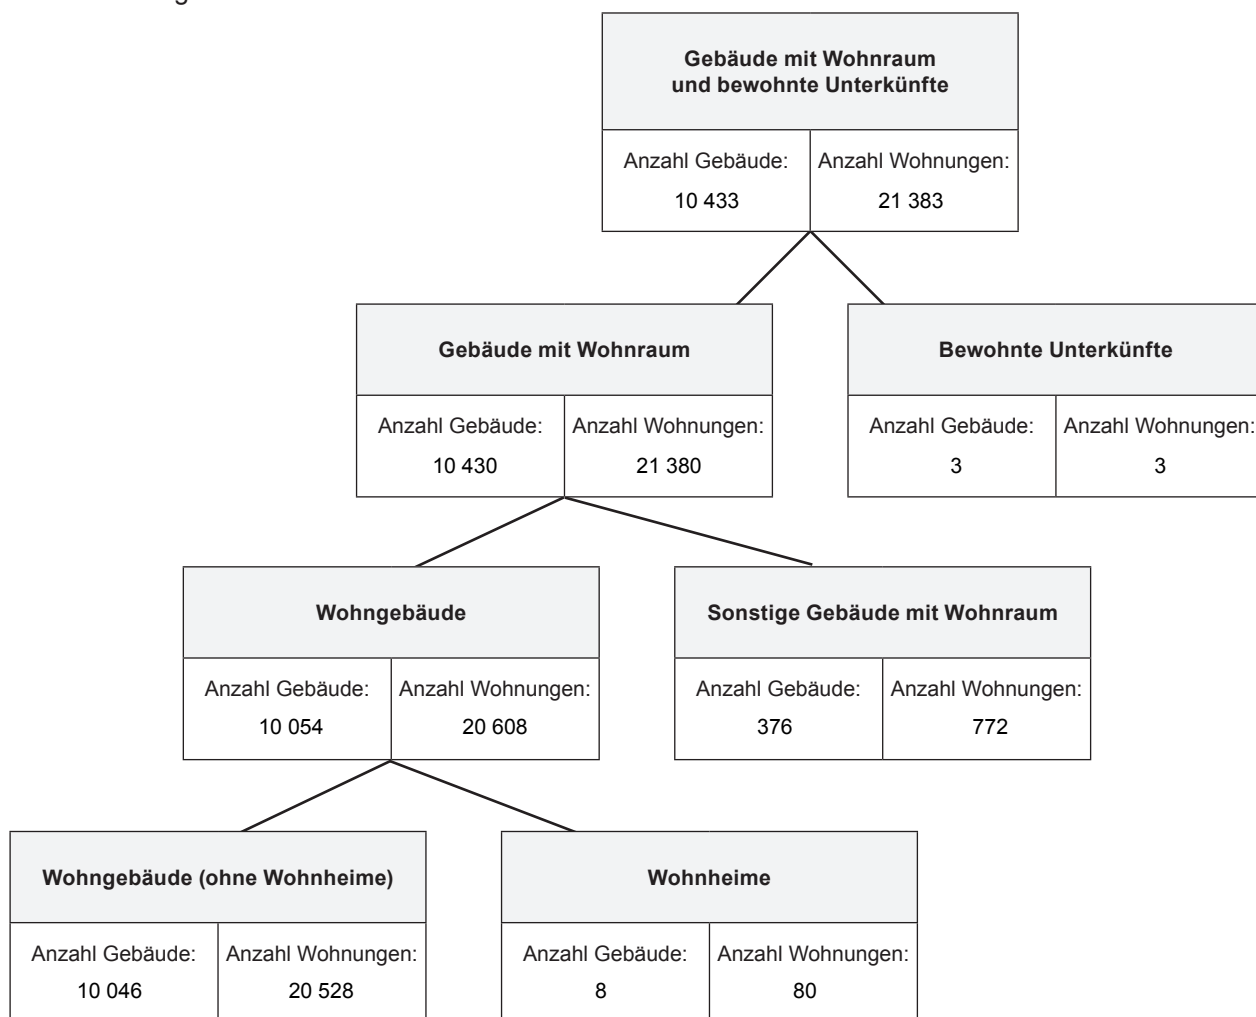 Gebäude mit Wohnraum
und bewohnte Unterkünfte
Anzahl Gebäude: Anzahl Wohnungen:
10 433 21 383
Gebäude mit Wohnraum Bewohnte Unterkünfte
Anzahl Gebäude: Anzahl Wohnungen: Anzahl Gebäude: Anzahl Wohnungen:
10 430 21 380 3 3
Wohngebäude Sonstige Gebäude mit Wohnraum
Anzahl Gebäude: Anzahl Wohnungen: Anzahl Gebäude: Anzahl Wohnungen:
10 054 20 608 376 772
Wohngebäude (ohne Wohnheime) Wohnheime
Anzahl Gebäude: Anzahl Wohnungen: Anzahl Gebäude: Anzahl Wohnungen:
10 046 20 528 8 80